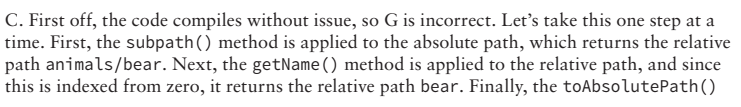 C. First off, the code compiles without issue, so G is incorrect. Let’s take this one step at a
time. First, the subpath() method is applied to the absolute path, which returns the relative
path animals/bear. Next, the getName() method is applied to the relative path, and since
this is indexed from zero, it returns the relative path bear. Finally, the toAbsolutePath()